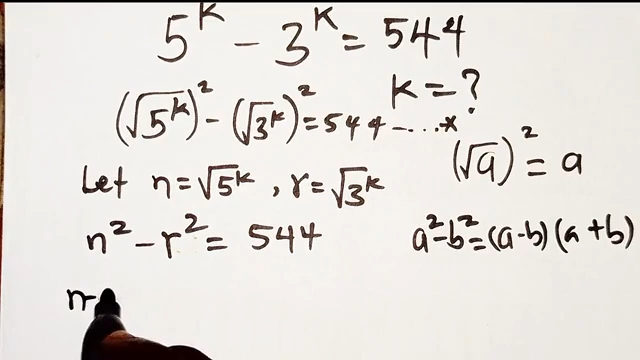 5^k - 3^k = 544
k = ?
(√5^k)^2 - (√3^k)^2 = 544 -...*
(√a)^2 = a
Let n = √5^k, r = √3^k
n^2 - r^2 = 544
a^2-b^2=(a-b)(a+b)
n-